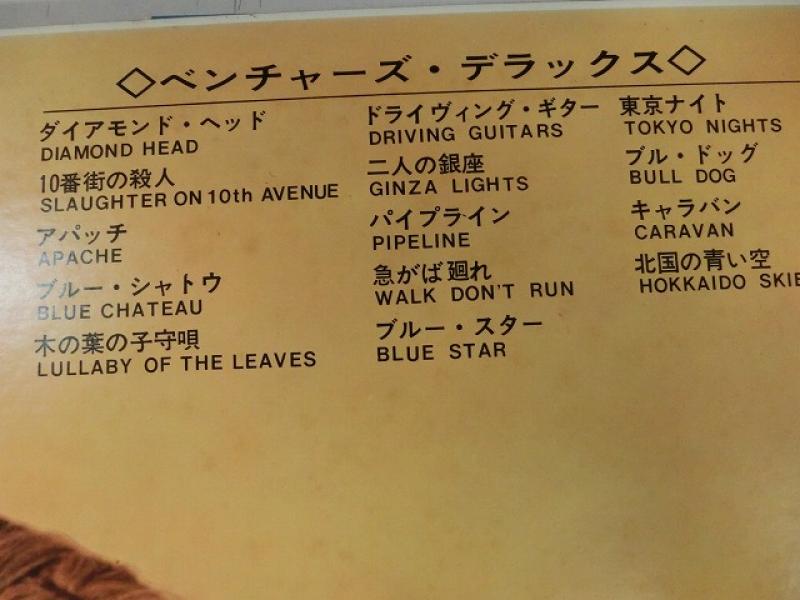 ◇ベンチャーズ・デラックス◇
ダイアモンド・ヘッド
DIAMOND HEAD
10番街の殺人
SLAUGHTER ON 10th AVENUE
アパッチ
APACHE
ブルー・シャトウ
BLUE CHATEAU
木の葉の子守唄
LULLABY OF THE LEAVES
ドライヴィング・ギター
DRIVING GUITARS
二人の銀座
GINZA LIGHTS
パイプライン
PIPELINE
急がば廻れ
WALK DON'T RUN
ブルー・スター
BLUE STAR
東京ナイト
TOKYO NIGHTS
ブル・ドッグ
BULL DOG
キャラバン
CARAVAN
北国の青い空
HOKKAIDO SKIE